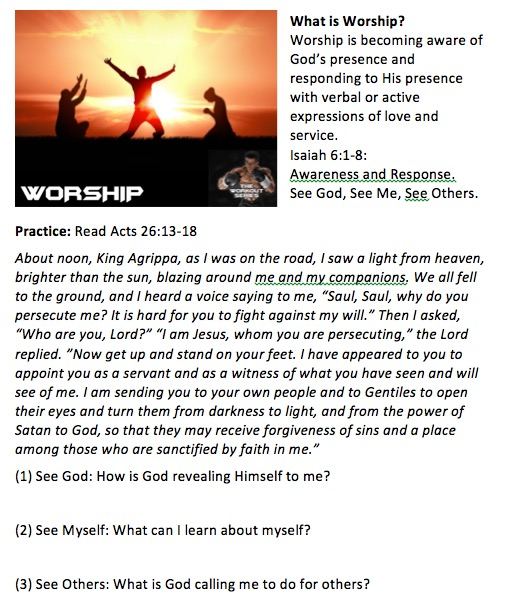 WORSHIP
THE
WORKOUT
SERIES
What is Worship?
Worship is becoming aware of
God’s presence and
responding to His presence
with verbal or active
expressions of love and
service.
Isaiah 6:1-8:
Awareness and Response.
See God, See Me, See Others.
Practice: Read Acts 26:13-18
About noon, King Agrippa, as I was on the road, I saw a light from heaven,
brighter than the sun, blazing around me and my companions. We all fell
to the ground, and I heard a voice saying to me, “Saul, Saul, why do you
persecute me? It is hard for you to fight against my will.” Then I asked,
“Who are you, Lord?” “I am Jesus, whom you are persecuting,” the Lord
replied. “Now get up and stand on your feet. I have appeared to you to
appoint you as a servant and as a witness of what you have seen and will
see of me. I am sending you to your own people and to Gentiles to open
their eyes and turn them from darkness to light, and from the power of
Satan to God, so that they may receive forgiveness of sins and a place
among those who are sanctified by faith in me.”
(1) See God: How is God revealing Himself to me?
(2) See Myself: What can I learn about myself?
(3) See Others: What is God calling me to do for others?